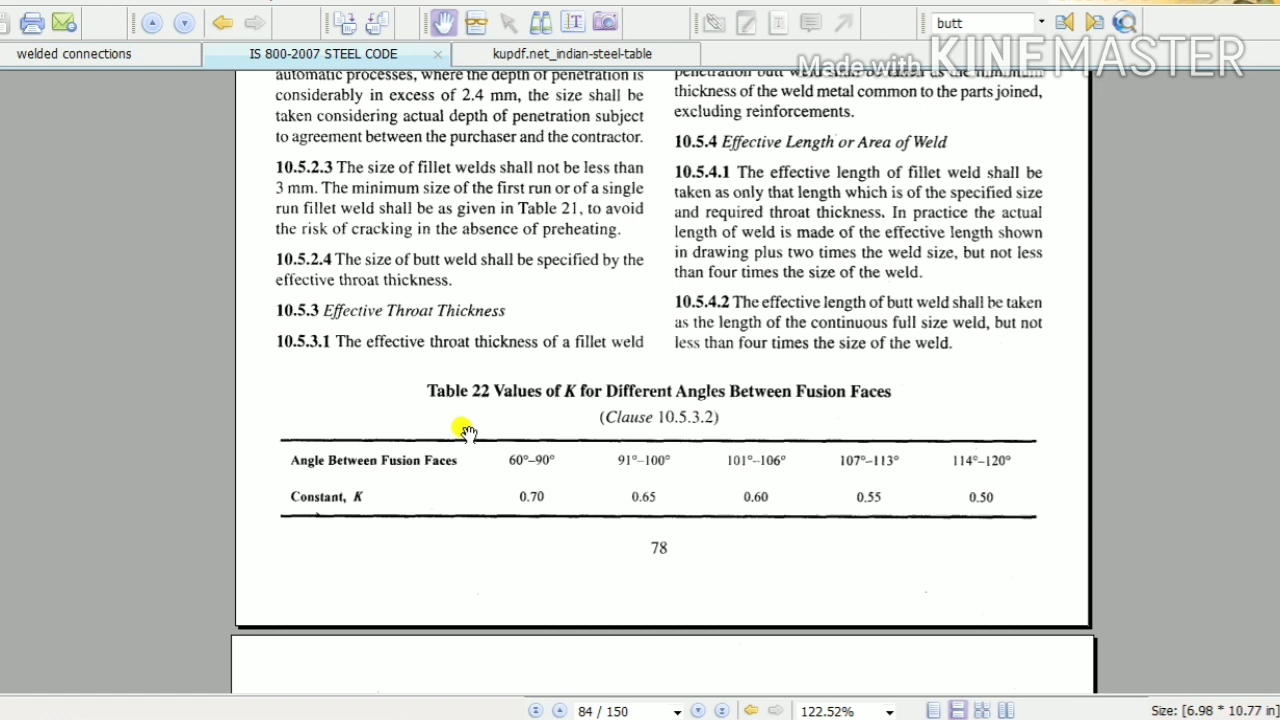 butt
Made with KINEMASTER
welded connections
IS 800-2007 STEEL CODE
kupdf.net_indian-steel-table
automatic processes, where the depth of penetration is
considerably in excess of 2.4 mm, the size shall be
taken considering actual depth of penetration subject
to agreement between the purchaser and the contractor.
10.5.2.3 The size of fillet welds shall not be less than
3 mm. The minimum size of the first run or of a single
run fillet weld shall be as given in Table 21, to avoid
the risk of cracking in the absence of preheating.
10.5.2.4 The size of butt weld shall be specified by the
effective throat thickness.
10.5.3 Effective Throat Thickness
10.5.3.1 The effective throat thickness of a fillet weld
penetration butt weld shall be taken as the minimum
thickness of the weld metal common to the parts joined,
excluding reinforcements.
10.5.4 Effective Length or Area of Weld
10.5.4.1 The effective length of fillet weld shall be
taken as only that length which is of the specified size
and required throat thickness. In practice the actual
length of weld is made of the effective length shown
in drawing plus two times the weld size, but not less
than four times the size of the weld.
10.5.4.2 The effective length of butt weld shall be taken
as the length of the continuous full size weld, but not
less than four times the size of the weld.
Table 22 Values of K for Different Angles Between Fusion Faces
(Clause 10.5.3.2)
Angle Between Fusion Faces 60°–90° 91°–100° 101°–106° 107°–113° 114°–120°
Constant, K 0.70 0.65 0.60 0.55 0.50
78
84 / 150
122.52%
Size: [6.98 * 10.77 in]